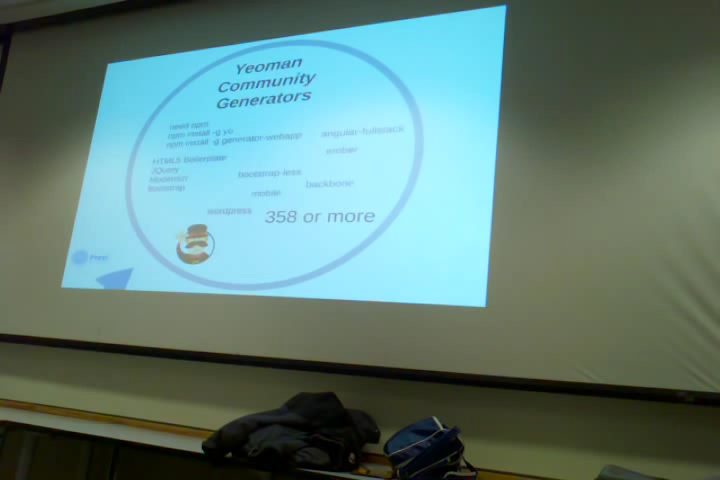 Yeoman
Community
Generators
need npm
npm install -g yo
npm install -g generator-webapp
angular-fullstack
ember
HTML5 Boilerplate
JQuery
Modernizr
Bootstrap
bootstrap-less
backbone
mobile
wordpress
358 or more
Prezi